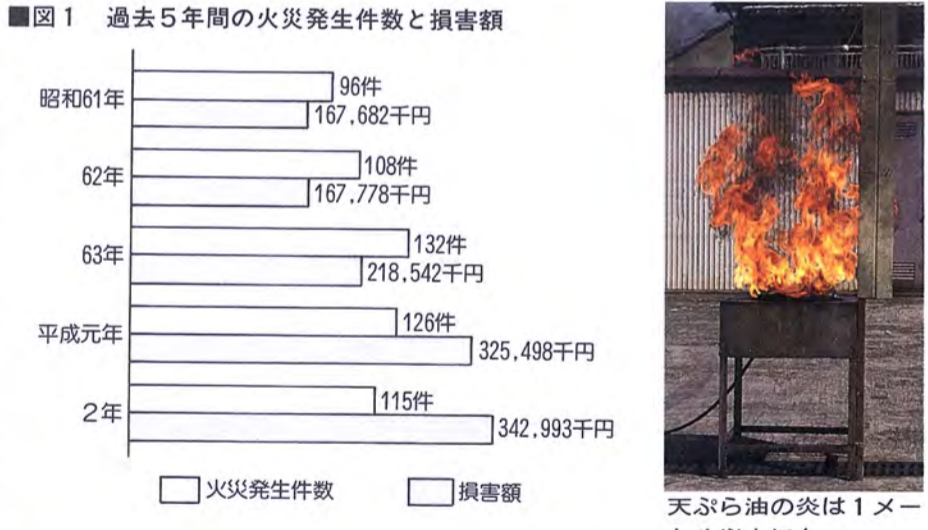 ■図1 過去5年間の火災発生件数と損害額
昭和61年
96件
167,682千円
62年
108件
167,778千円
63年
132件
218,542千円
平成元年
126件
325,498千円
2年
115件
342,993千円
火災発生件数
損害額
天ぷら油の炎は1メー